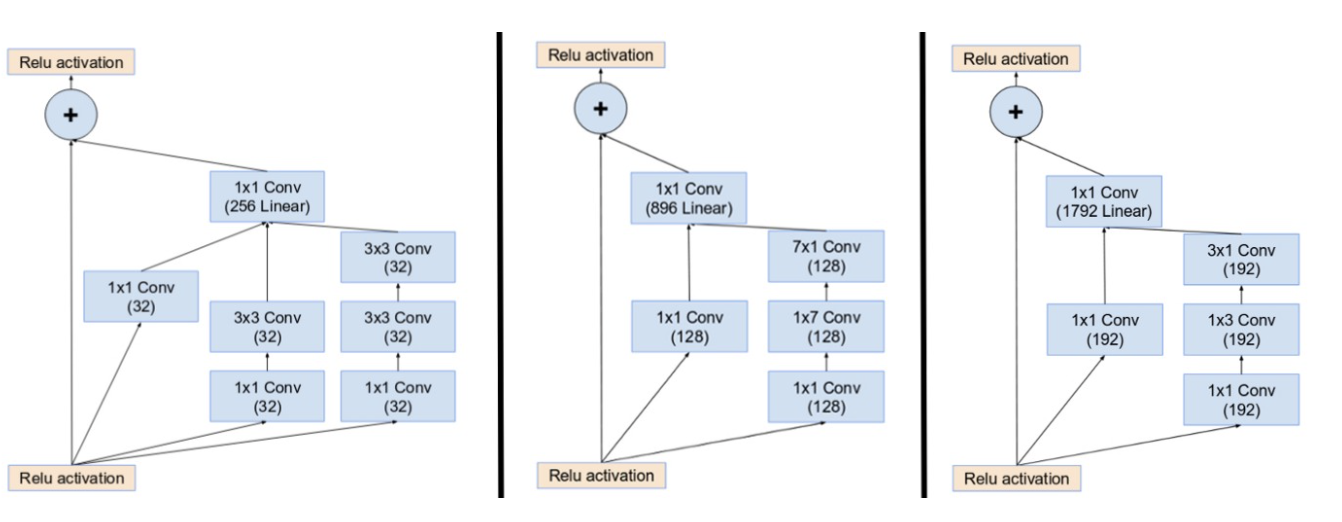 Relu activation
+
1x1 Conv
(256 Linear)
3x3 Conv
(32)
1x1 Conv
(32)
3x3 Conv
(32)
3x3 Conv
(32)
1x1 Conv
(32)
1x1 Conv
(32)
Relu activation
Relu activation
+
1x1 Conv
(896 Linear)
7x1 Conv
(128)
1x1 Conv
(128)
1x7 Conv
(128)
1x1 Conv
(128)
Relu activation
Relu activation
+
1x1 Conv
(1792 Linear)
3x1 Conv
(192)
1x1 Conv
(192)
1x3 Conv
(192)
1x1 Conv
(192)
Relu activation